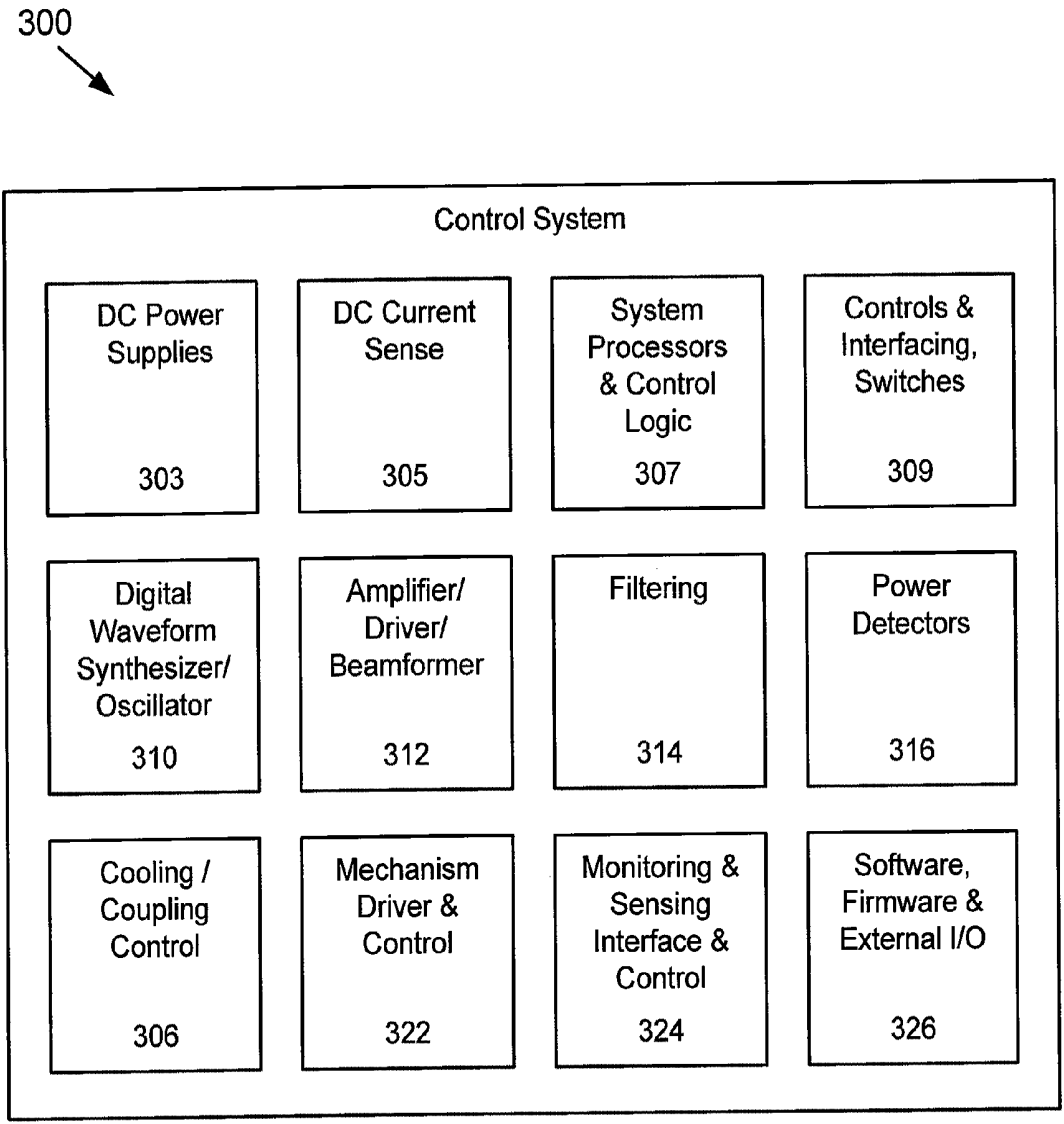 300
Control System
DC Power
Supplies
303
DC Current
Sense
305
System
Processors
& Control
Logic
307
Controls &
Interfacing,
Switches
309
Digital
Waveform
Synthesizer/
Oscillator
310
Amplifier/
Driver/
Beamformer
312
Filtering
314
Power
Detectors
316
Cooling /
Coupling
Control
306
Mechanism
Driver &
Control
322
Monitoring &
Sensing
Interface &
Control
324
Software,
Firmware &
External I/O
326